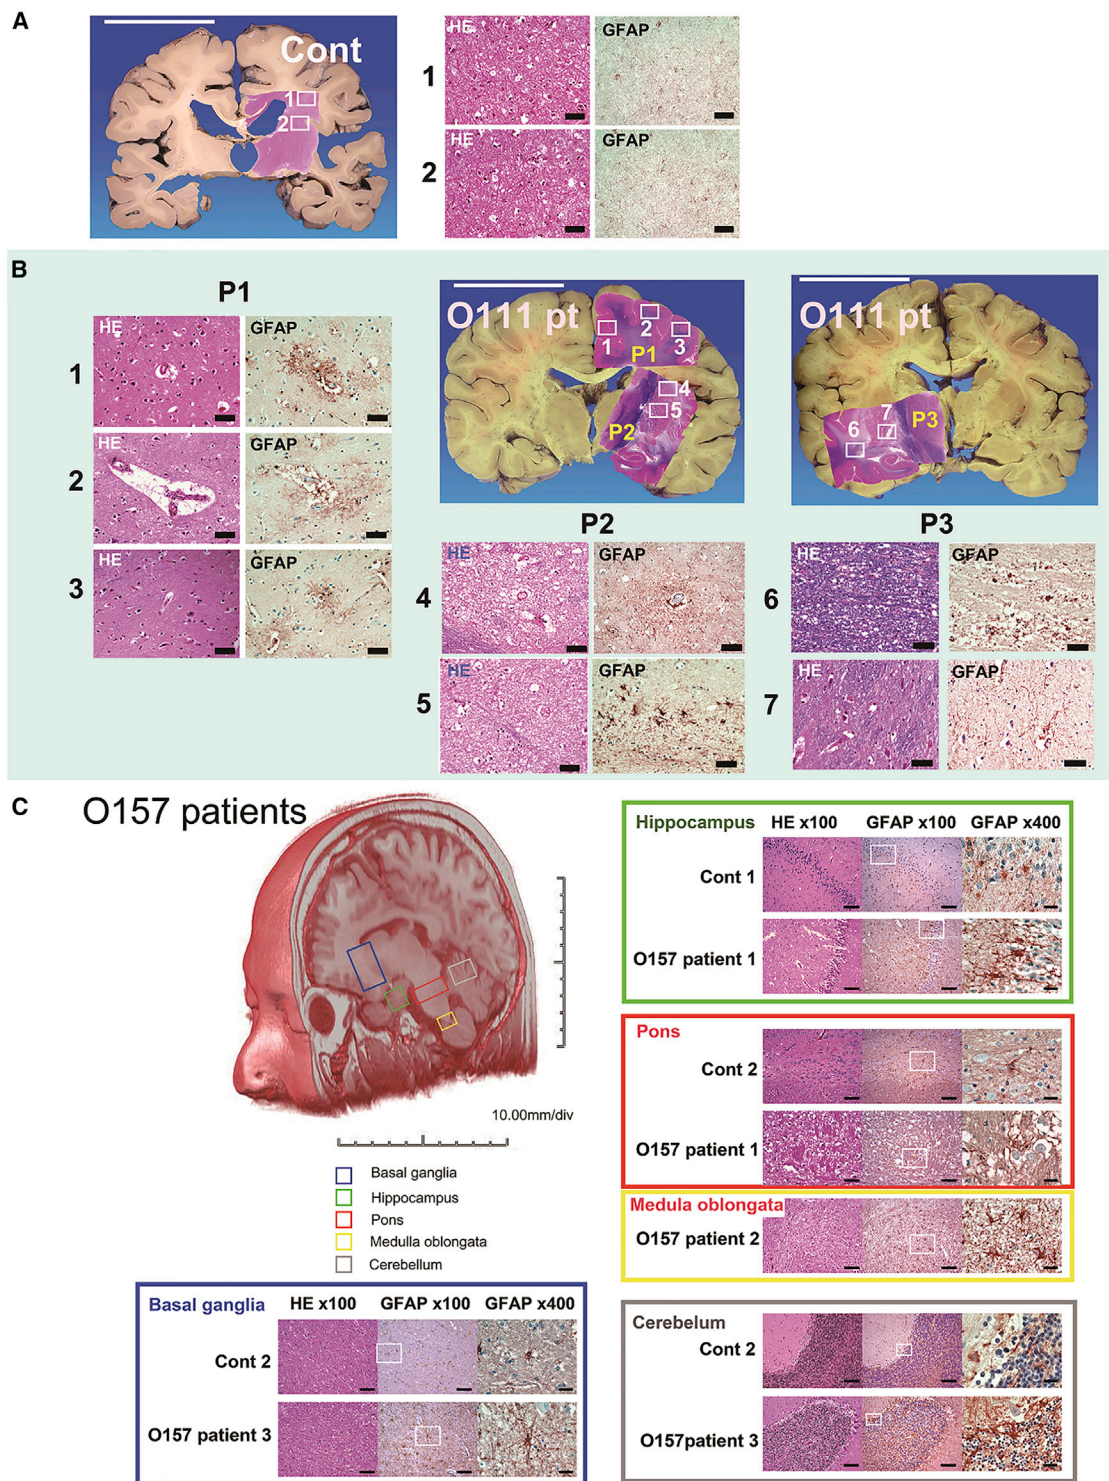 A
Cont
1
2
1
HE
GFAP
2
HE
GFAP
B
P1
1
HE
GFAP
2
HE
GFAP
3
HE
GFAP
O111 pt
1
2
3
P1
4
5
P2
O111 pt
6
7
P3
P2
4
HE
GFAP
5
HE
GFAP
P3
6
HE
GFAP
7
HE
GFAP
C
O157 patients
10.00mm/div
Basal ganglia
Hippocampus
Pons
Medulla oblongata
Cerebellum
Basal ganglia HE x100 GFAP x100 GFAP x400
Cont 2
O157 patient 3
Hippocampus HE x100 GFAP x100 GFAP x400
Cont 1
O157 patient 1
Pons
Cont 2
O157 patient 1
Medula oblongata
O157 patient 2
Cerebelum
Cont 2
O157patient 3